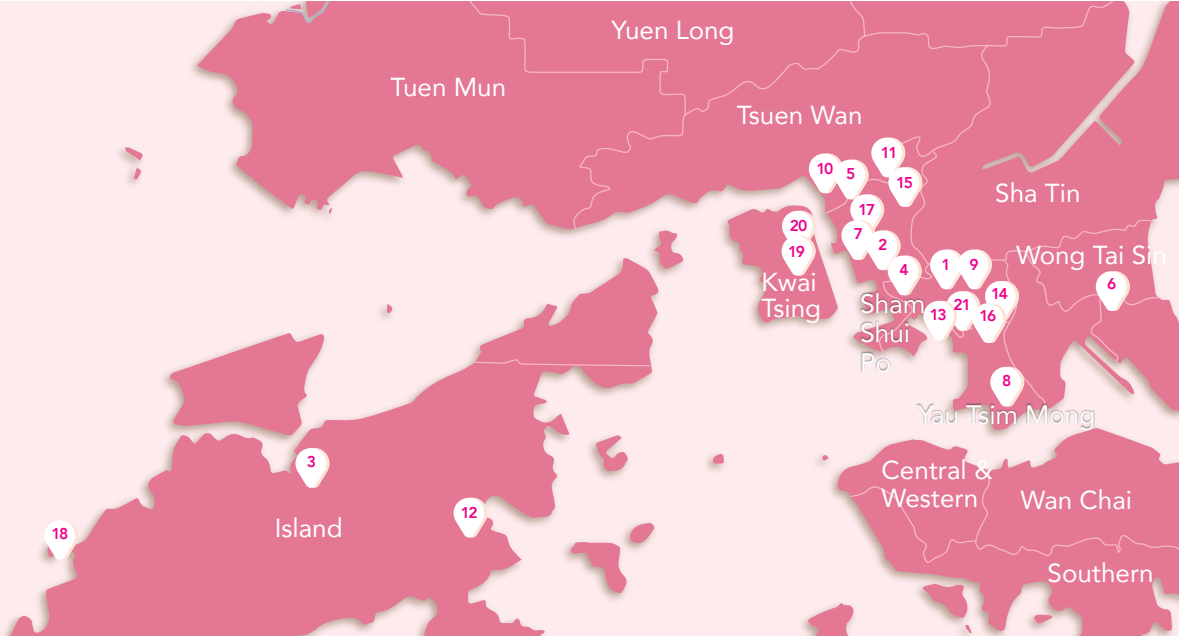 Yuen Long
Tuen Mun
Tsuen Wan
11
10
5
15
Sha Tin
17
20
7
2
19
Wong Tai Sin
4
1
9
Kwai
Tsing
6
14
Sham
Shui
Po
21
13
16
8
Yau Tsim Mong
3
Central &
Western
Wan Chai
12
Island
18
Southern